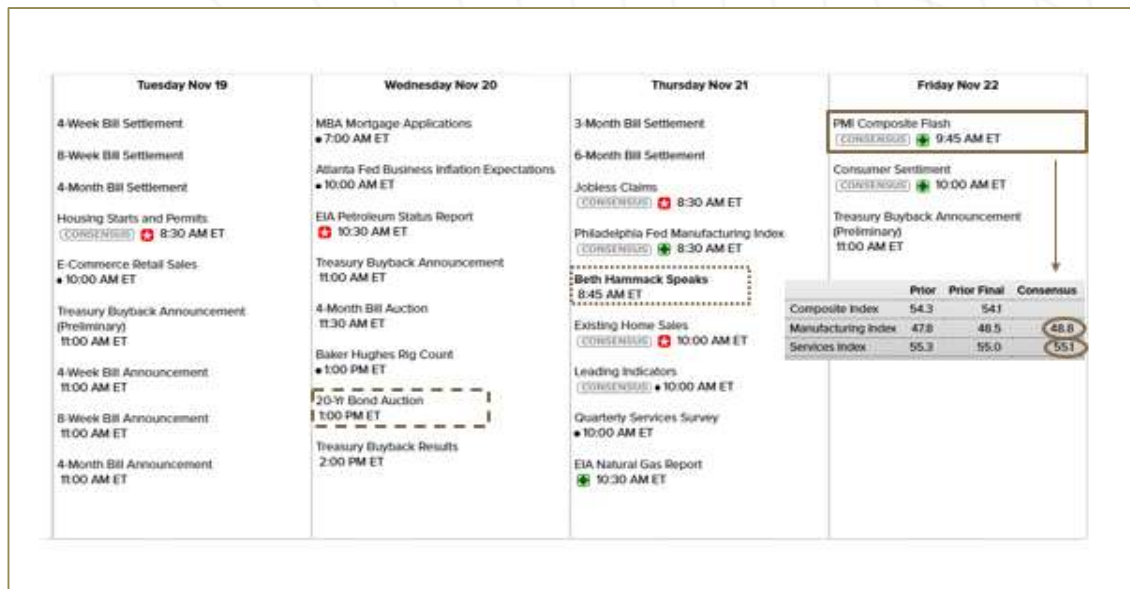 Tuesday Nov 19
4-Week Bill Settlement
8-Week Bill Settlement
4-Month Bill Settlement
Housing Starts and Permits
CONSENSUS 8:30 AM ET
E-Commerce Retail Sales
• 10:00 AM ET
Treasury Buyback Announcement
(Preliminary)
11:00 AM ET
4-Week Bill Announcement
11:00 AM ET
8-Week Bill Announcement
11:00 AM ET
4-Month Bill Announcement
11:00 AM ET
Wednesday Nov 20
MBA Mortgage Applications
• 7:00 AM ET
Atlanta Fed Business Inflation Expectations
• 10:00 AM ET
EIA Petroleum Status Report
10:30 AM ET
Treasury Buyback Announcement
11:00 AM ET
4-Month Bill Auction
11:30 AM ET
Baker Hughes Rig Count
• 1:00 PM ET
20-Yr Bond Auction
1:00 PM ET
Treasury Buyback Results
2:00 PM ET
Thursday Nov 21
3-Month Bill Settlement
6-Month Bill Settlement
Jobless Claims
CONSENSUS 8:30 AM ET
Philadelphia Fed Manufacturing Index
CONSENSUS 8:30 AM ET
Beth Hammack Speaks
8:45 AM ET
Existing Home Sales
CONSENSUS 10:00 AM ET
Leading Indicators
CONSENSUS • 10:00 AM ET
Quarterly Services Survey
• 10:00 AM ET
EIA Natural Gas Report
10:30 AM ET
Friday Nov 22
PMI Composite Flash
CONSENSUS 9:45 AM ET
Consumer Sentiment
CONSENSUS 10:00 AM ET
Treasury Buyback Announcement
(Preliminary)
11:00 AM ET
Prior Prior Final Consensus
Composite Index 54.3 54.1
Manufacturing Index 47.8 48.5 48.8
Services Index 55.3 55.0 55.1